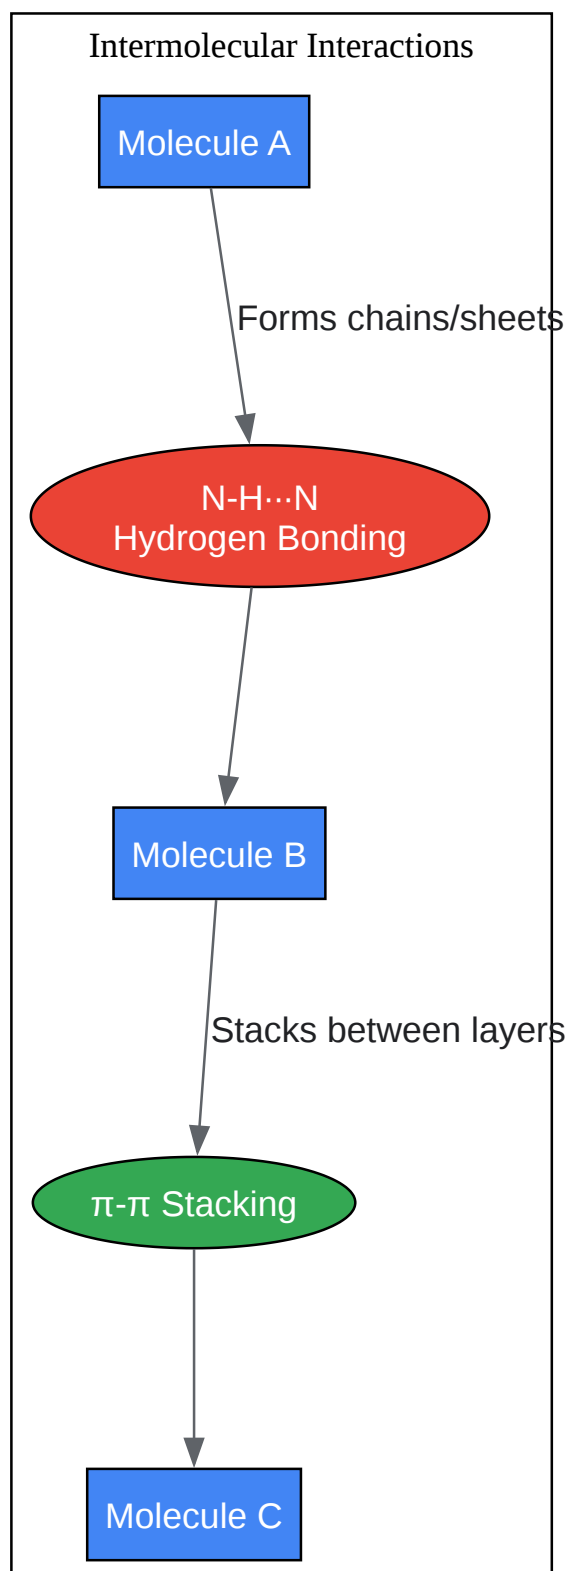 Intermolecular Interactions
Molecule A
Forms chains/sheets
N-H···N
Hydrogen Bonding
Molecule B
Stacks between layers
π-π Stacking
Molecule C